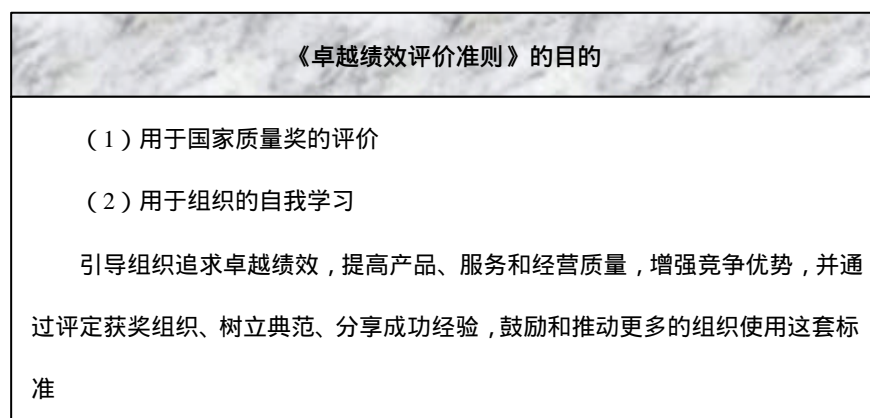 《卓越绩效评价准则》的目的
（1）用于国家质量奖的评价
（2）用于组织的自我学习
引导组织追求卓越绩效，提高产品、服务和经营质量，增强竞争优势，并通
过评定获奖组织、树立典范、分享成功经验，鼓励和推动更多的组织使用这套标
准